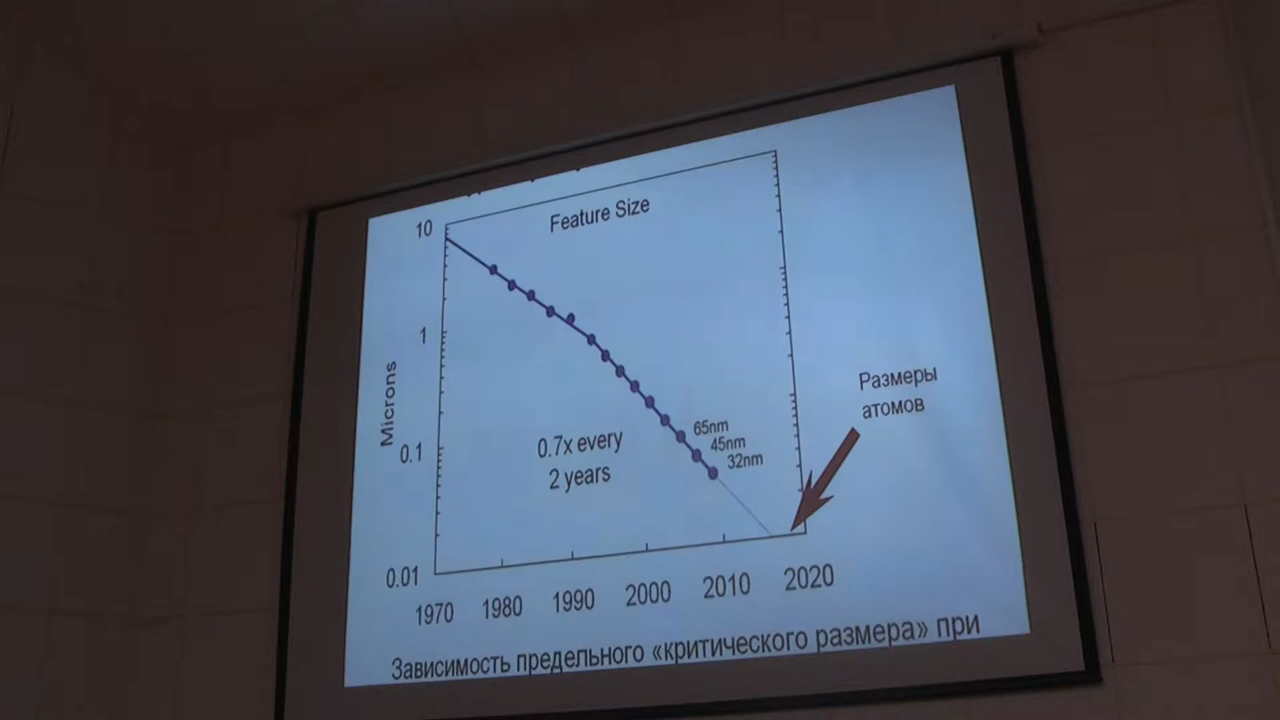 Feature Size
10
1
0.1
0.01
Microns
0.7x every
2 years
65nm
45nm
32nm
Размеры
атомов
1970 1980 1990 2000 2010 2020
Зависимость предельного «критического размера» при